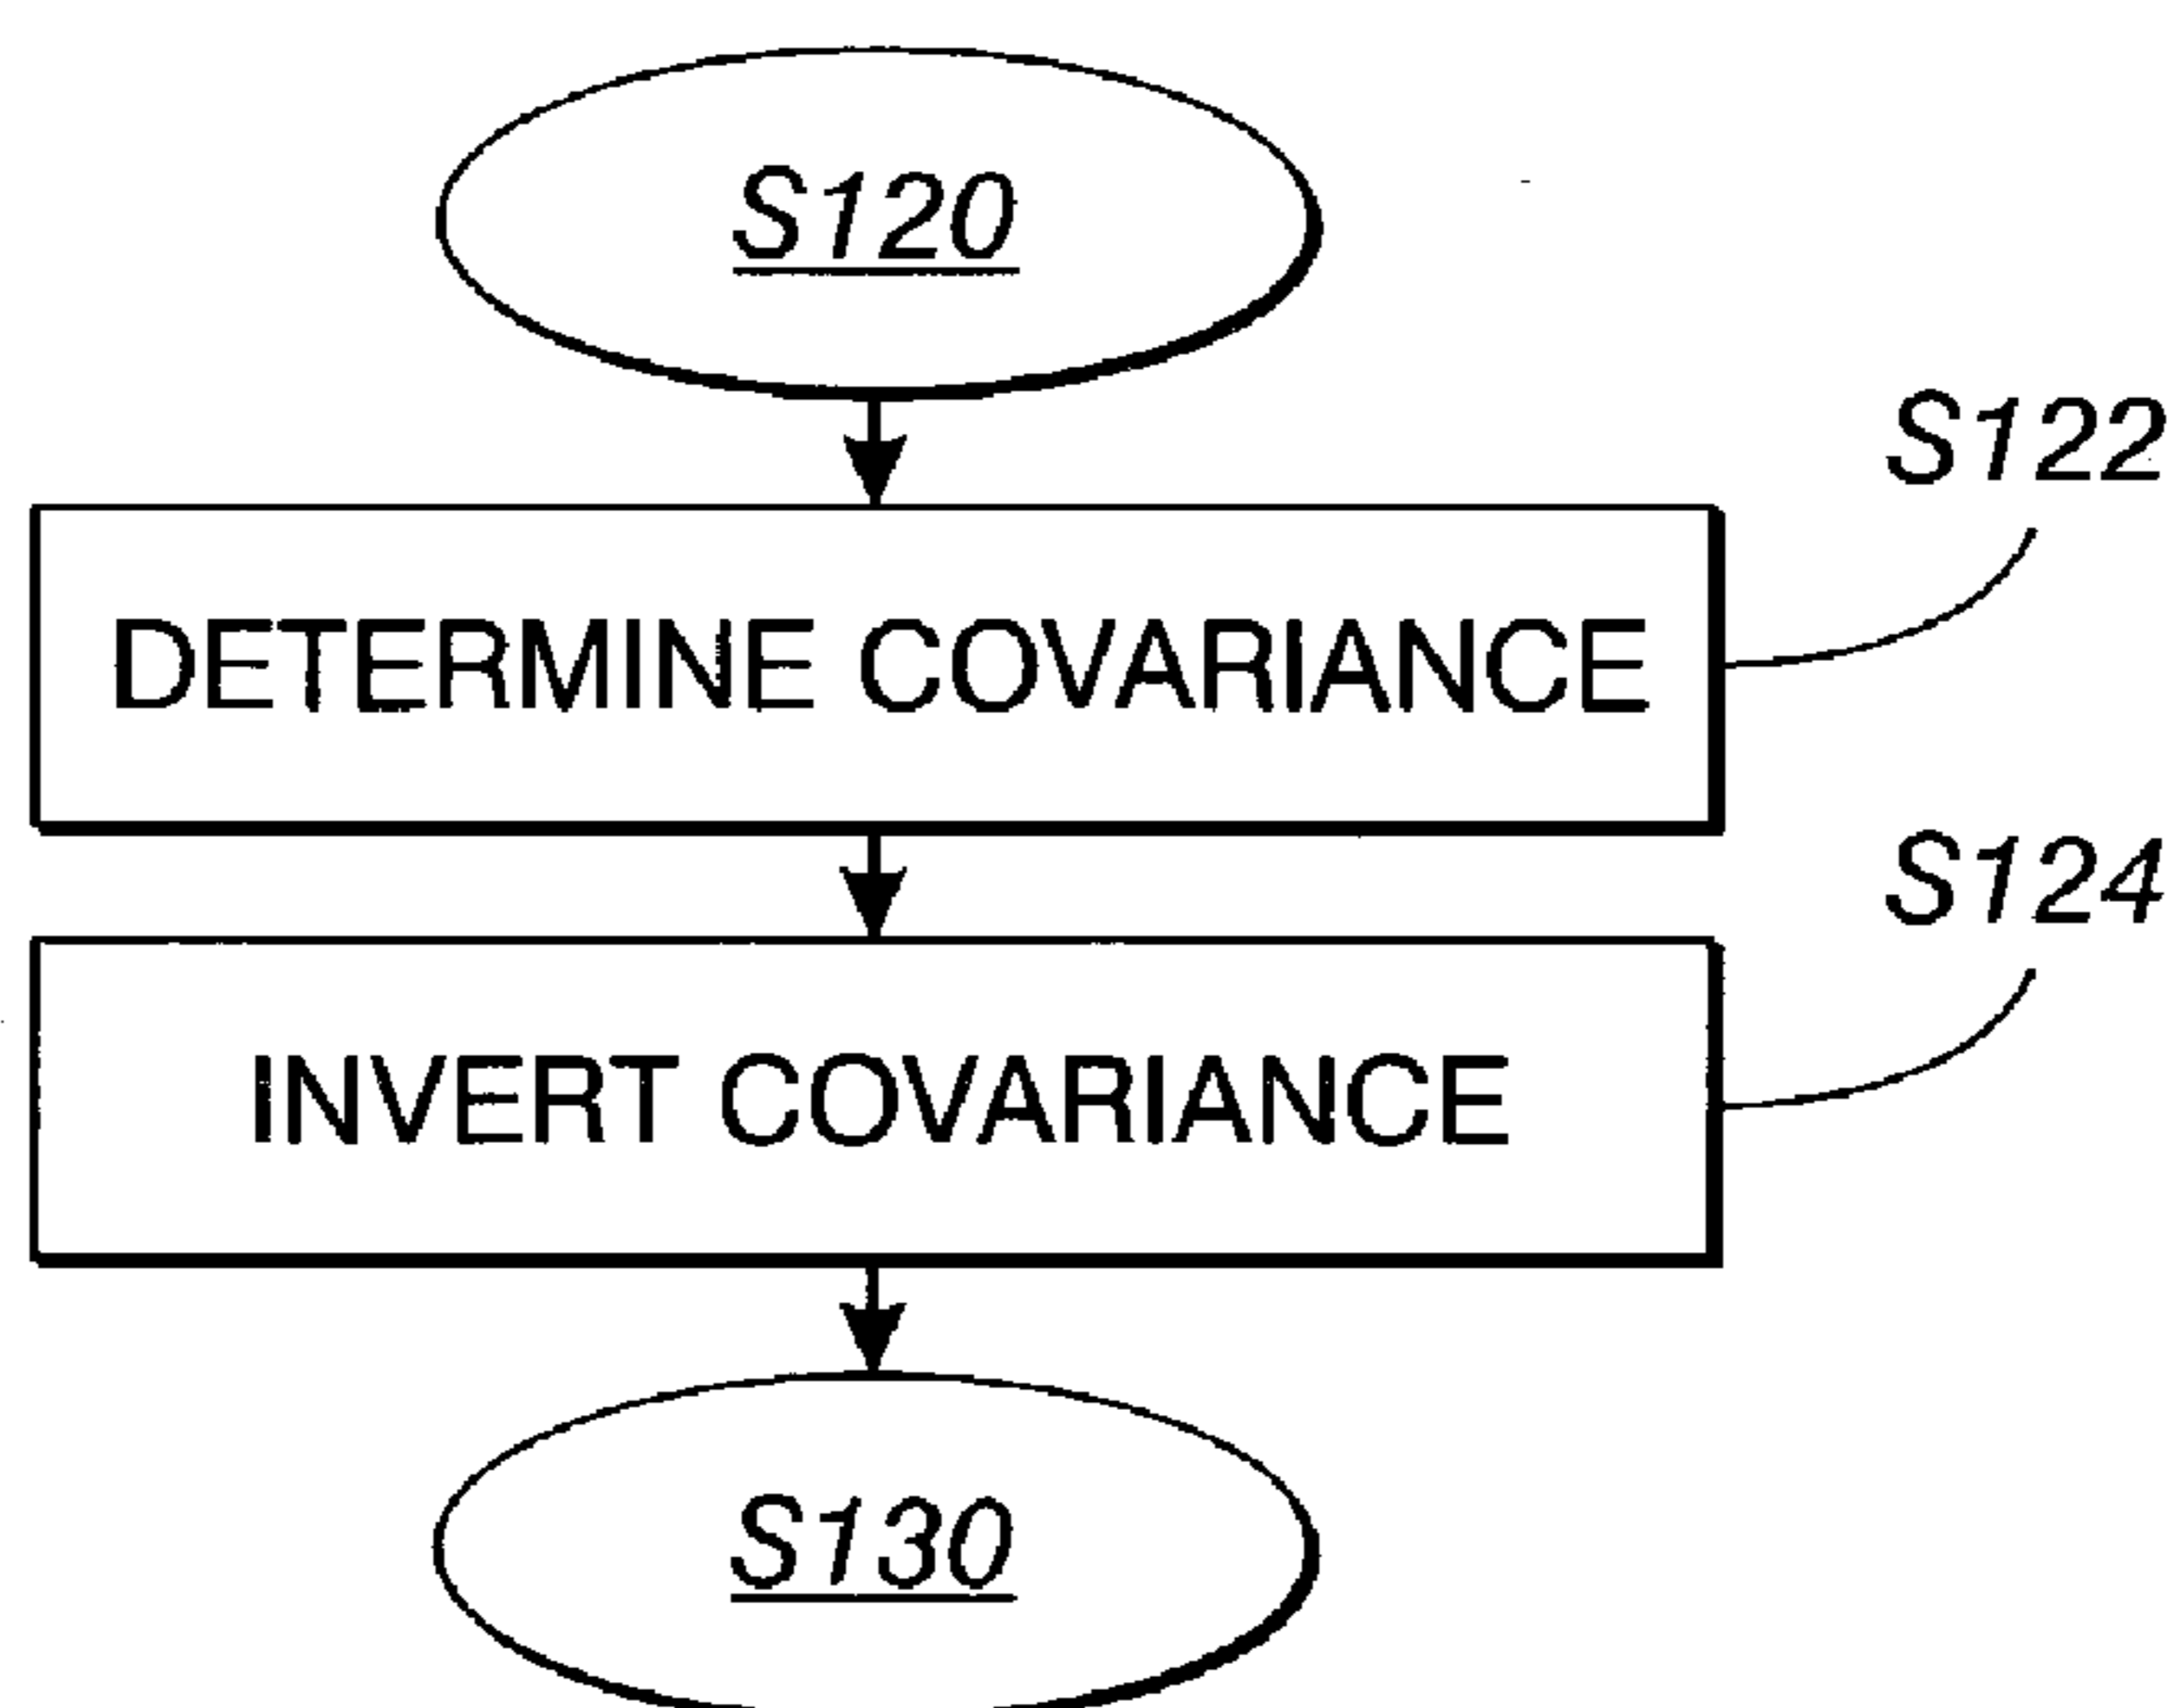 S120
S122
DETERMINE COVARIANCE
S124
INVERT COVARIANCE
S130